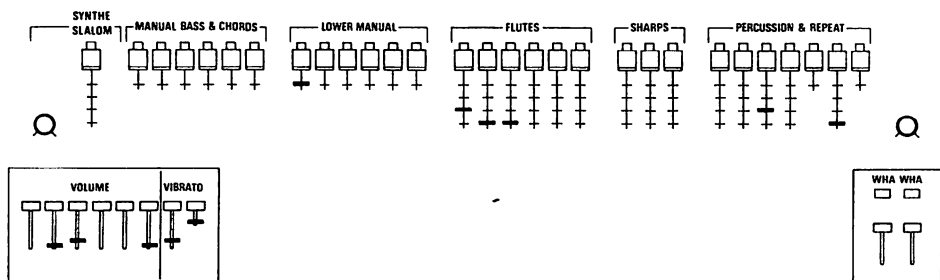 SYNTHE
SLALOM
MANUAL BASS & CHORDS
LOWER MANUAL
FLUTES
SHARPS
PERCUSSION & REPEAT
VOLUME
VIBRATO
WHA WHA